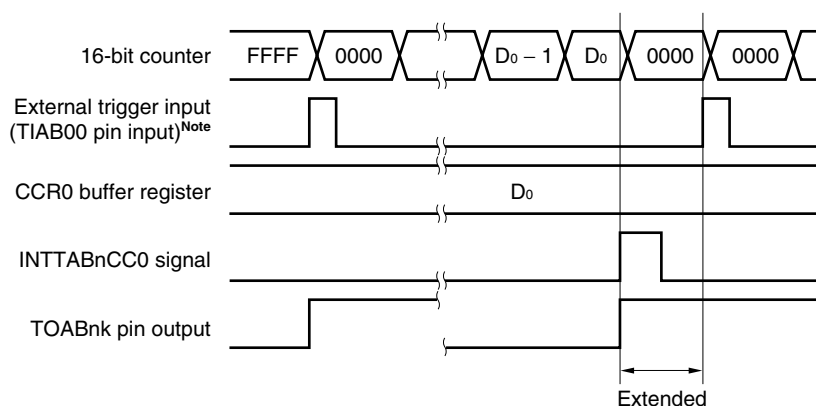 16-bit counter FFFF 0000 D0 − 1 D0 0000 0000
External trigger input
(TIAB00 pin input)Note
CCR0 buffer register D0
INTTABnCC0 signal
TOABnk pin output
Extended